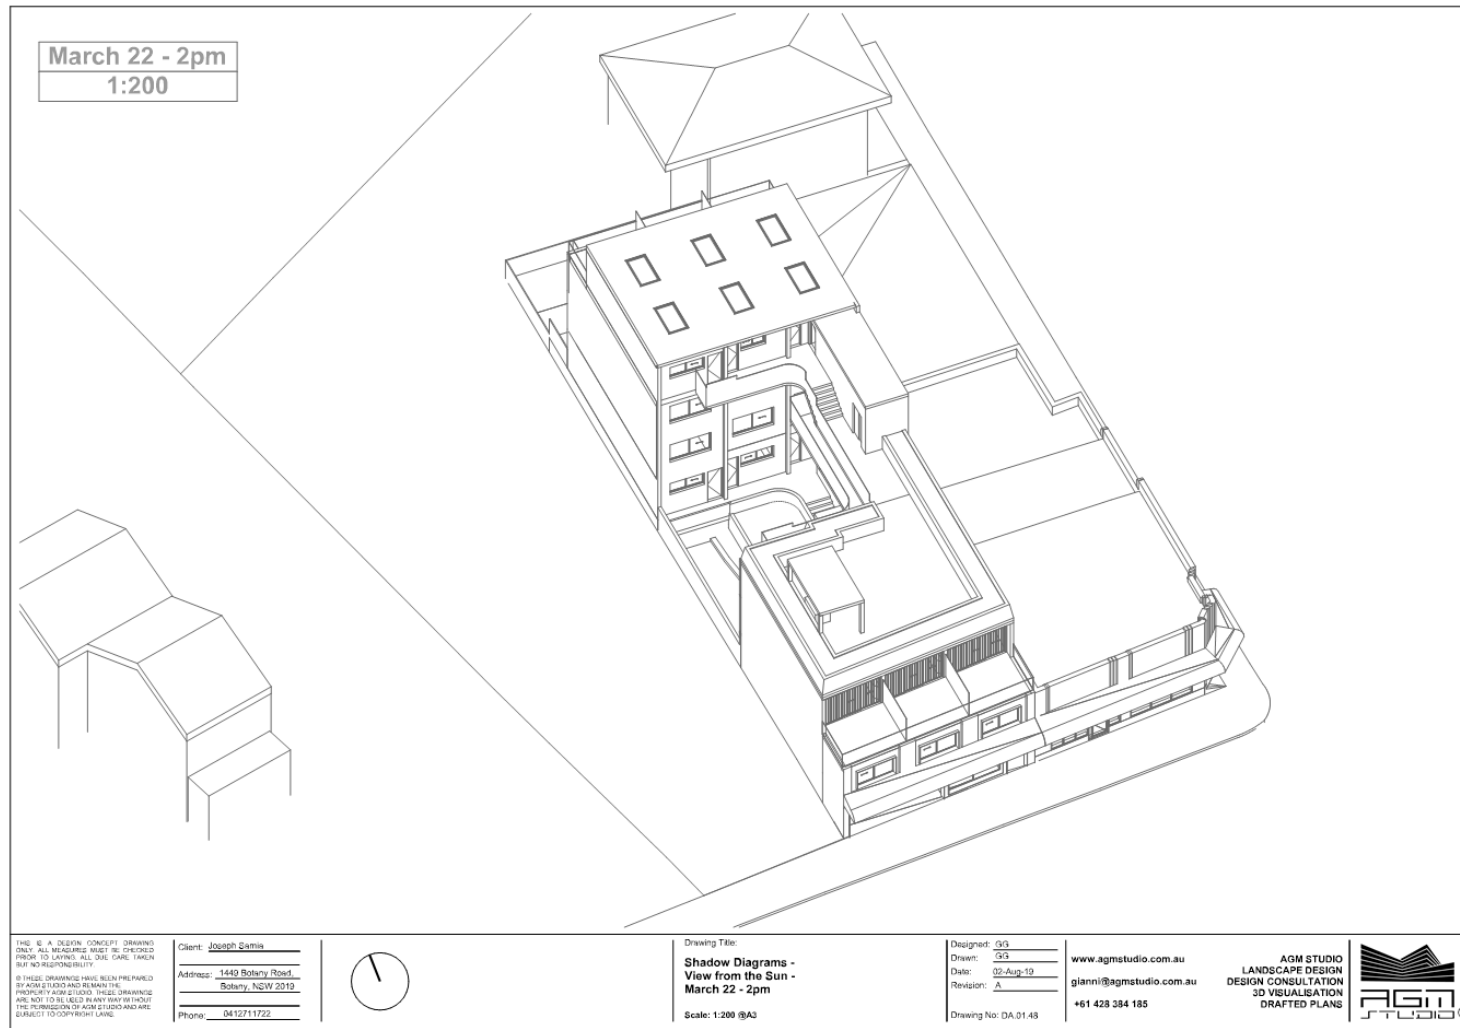 March 22 - 2pm
1:200
THIS IS A DESIGN CONCEPT DRAWING
ONLY. ALL MEASURES MUST BE CHECKED
PRIOR TO LAYING. ALL DUE CARE TAKEN
BUT NO RESPONSIBILITY.
© THESE DRAWINGS HAVE BEEN PREPARED
BY AGM STUDIO AND REMAIN THE
PROPERTY AGM STUDIO. THESE DRAWINGS
ARE NOT TO BE USED IN ANY WAY WITHOUT
THE PERMISSION OF AGM STUDIO AND ARE
SUBJECT TO COPYRIGHT LAWS.
Client: Joseph Samia
Address: 1449 Botany Road,
Botany, NSW 2019
Phone: 0412711722
Drawing Title:
Shadow Diagrams -
View from the Sun -
March 22 - 2pm
Scale: 1:200 @A3
Designed: GG
Drawn: GG
Date: 02-Aug-19
Revision: A
Drawing No: DA.01.48
www.agmstudio.com.au
gianni@agmstudio.com.au
+61 428 384 185
AGM STUDIO
LANDSCAPE DESIGN
DESIGN CONSULTATION
3D VISUALISATION
DRAFTED PLANS
AGM
STUDIO